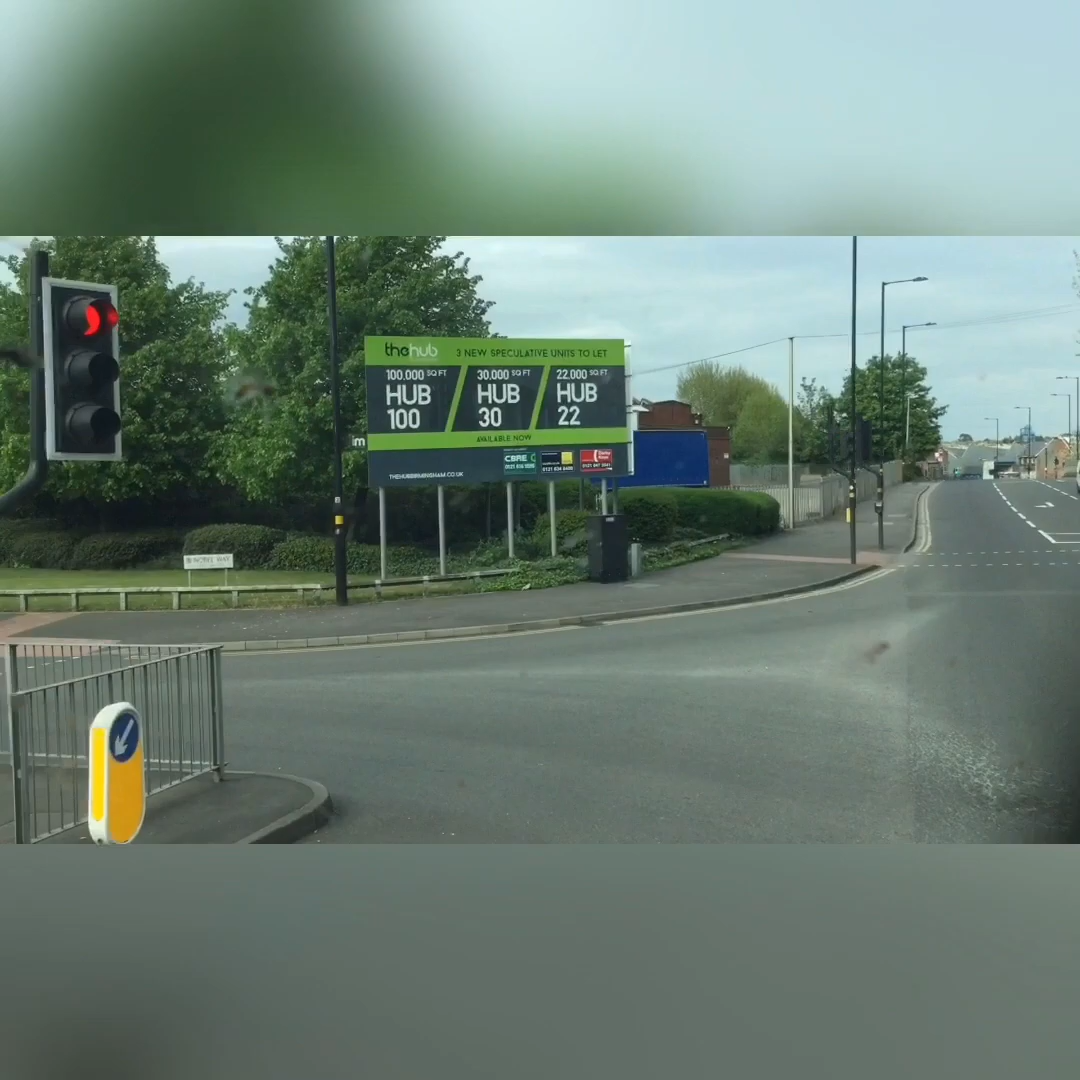 thehub 3 NEW SPECULATIVE UNITS TO LET
100,000 SQ FT
HUB
100
30,000 SQ FT
HUB
30
22,000 SQ FT
HUB
22
AVAILABLE NOW
im
CBRE
THEHUBBIRMINGHAM.CO.UK